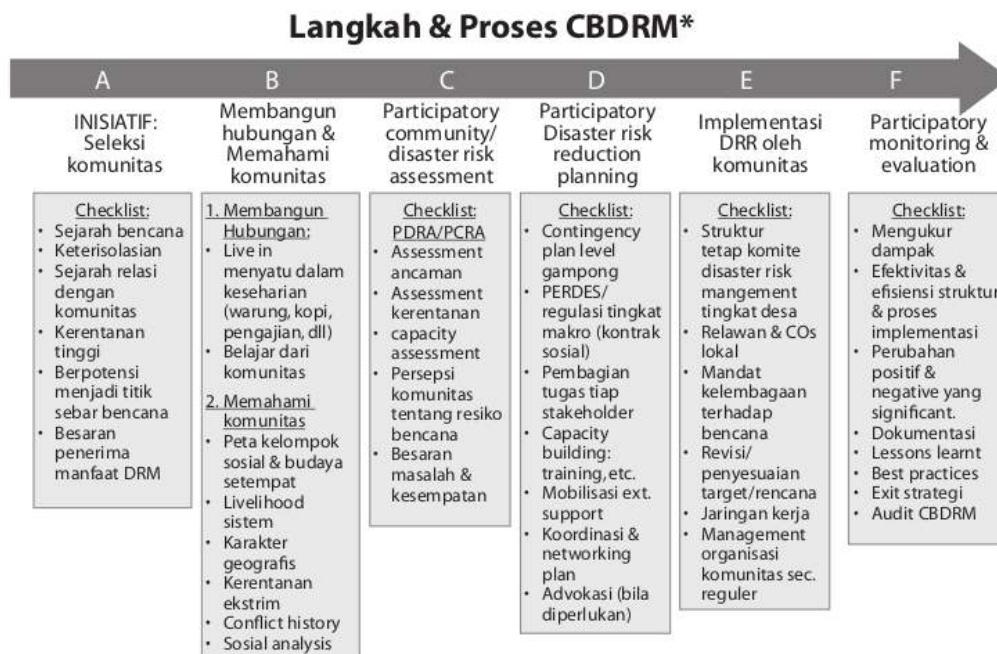 Langkah & Proses CBDRM*
A
B
C
D
E
F
INISIATIF:
Seleksi
komunitas
Membangun
hubungan &
Memahami
komunitas
Participatory
community/
disaster risk
assessment
Participatory
Disaster risk
reduction
planning
Implementasi
DRR oleh
komunitas
Participatory
monitoring &
evaluation
Checklist:
• Sejarah bencana
• Keterisolasian
• Sejarah relasi
dengan
komunitas
• Kerentanan
tinggi
• Berpotensi
menjadi titik
sebar bencana
• Besaran
penerima
manfaat DRM
1. Membangun
Hubungan:
• Live in
menyatu dalam
keseharian
(warung, kopi,
pengajian, dll)
• Belajar dari
komunitas
2. Memahami
komunitas
• Peta kelompok
sosial & budaya
setempat
• Livelihood
sistem
• Karakter
geografis
• Kerentanan
ekstrim
• Conflict history
• Sosial analysis
Checklist:
PDRA/PCRA
• Assessment
ancaman
• Assessment
kerentanan
• capacity
assessment
• Persepsi
komunitas
tentang resiko
bencana
• Besaran
masalah &
kesempatan
Checklist:
• Contingency
plan level
gampong
• PERDES/
regulasi tingkat
makro (kontrak
sosial)
• Pembagian
tugas tiap
stakeholder
• Capacity
building:
training, etc.
• Mobilisasi ext.
support
• Koordinasi &
networking
plan
• Advokasi (bila
diperlukan)
Checklist:
• Struktur
tetap komite
disaster risk
mangement
tingkat desa
• Relawan & COs
lokal
• Mandat
kelembagaan
terhadap
bencana
• Revisi/
penyesuaian
target/rencana
• Jaringan kerja
• Management
organisasi
komunitas sec.
reguler
Checklist:
• Mengukur
dampak
• Efektivitas &
efisiensi struktur
& proses
implementasi
• Perubahan
positif &
negative yang
significant.
• Dokumentasi
• Lessons learnt
• Best practices
• Exit strategi
• Audit CBDRM